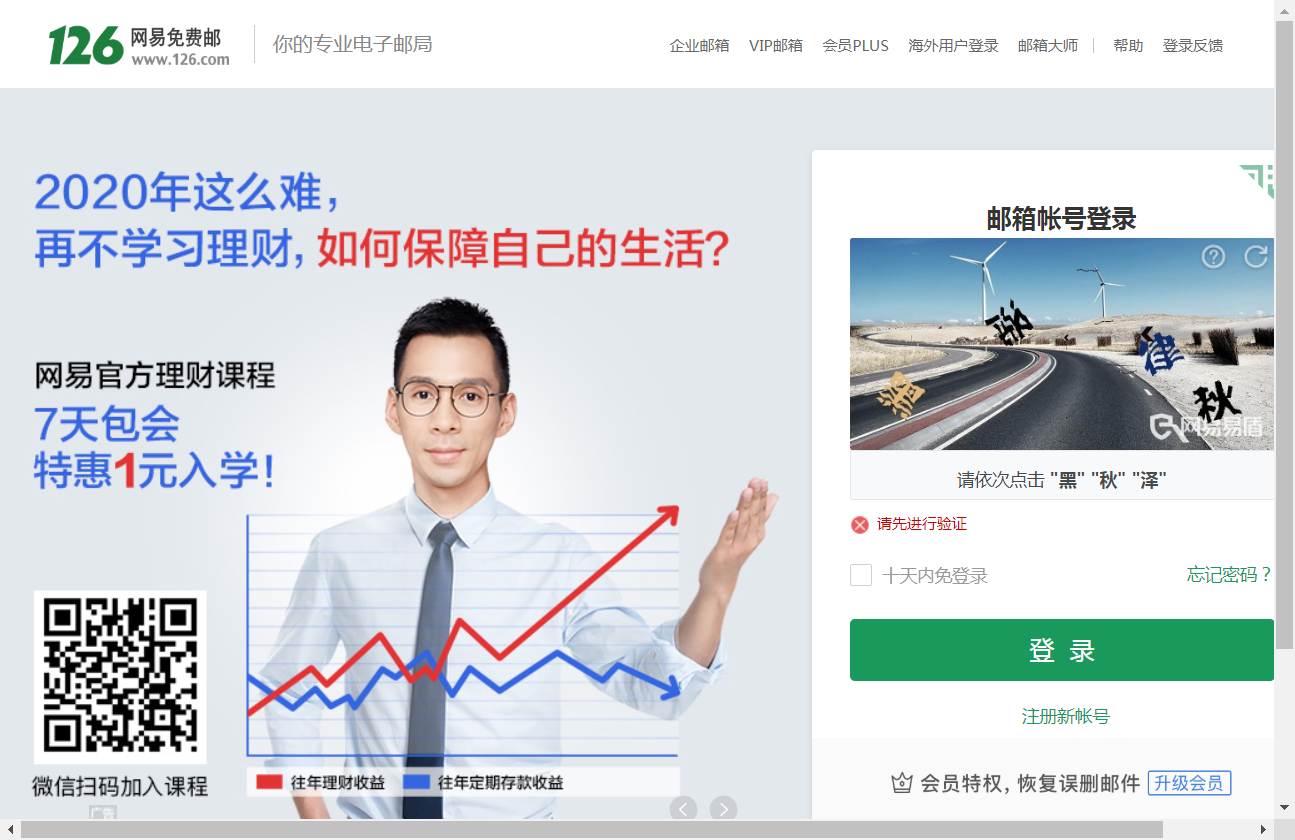 126 网易免费邮
www.126.com
你的专业电子邮局
企业邮箱 VIP邮箱 会员PLUS 海外用户登录 邮箱大师 帮助 登录反馈
2020年这么难，
再不学习理财，如何保障自己的生活?
网易官方理财课程
7天包会
特惠1元入学！
微信扫码加入课程
广告
往年理财收益 往年定期存款收益
邮箱帐号登录
律
秋
网易易盾
请依次点击 "黑" "秋" "泽"
请先进行验证
十天内免登录 忘记密码？
登 录
注册新帐号
会员特权，恢复误删邮件 升级会员